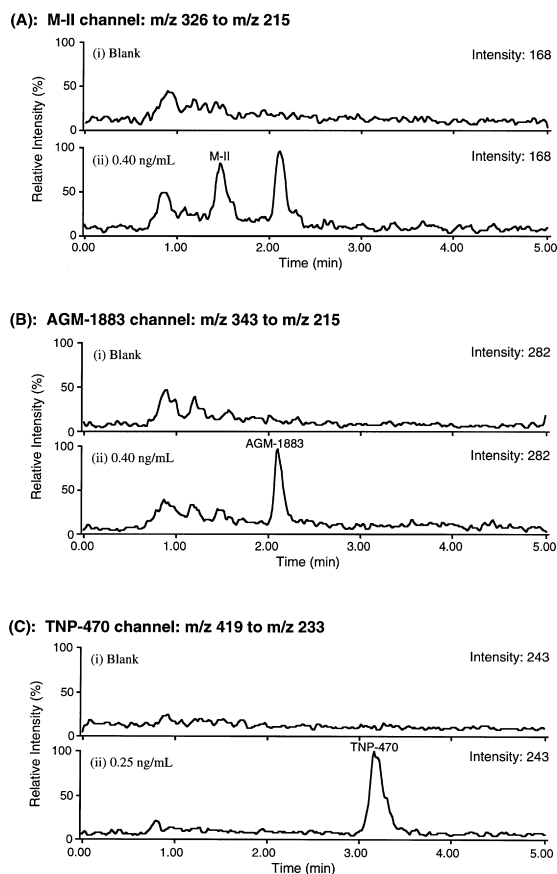 (A): M-II channel: m/z 326 to m/z 215
(i) Blank
Intensity: 168
100
50
0
Relative Intensity (%)
(ii) 0.40 ng/mL
M-II
Intensity: 168
100
50
0
0.00 1.00 2.00 3.00 4.00 5.00
Time (min)
(B): AGM-1883 channel: m/z 343 to m/z 215
(i) Blank
Intensity: 282
100
50
0
Relative Intensity (%)
(ii) 0.40 ng/mL
AGM-1883
Intensity: 282
100
50
0
0.00 1.00 2.00 3.00 4.00 5.00
Time (min)
(C): TNP-470 channel: m/z 419 to m/z 233
(i) Blank
Intensity: 243
100
50
0
Relative Intensity (%)
(ii) 0.25 ng/mL
TNP-470
Intensity: 243
100
50
0
0.00 1.00 2.00 3.00 4.00 5.00
Time (min)